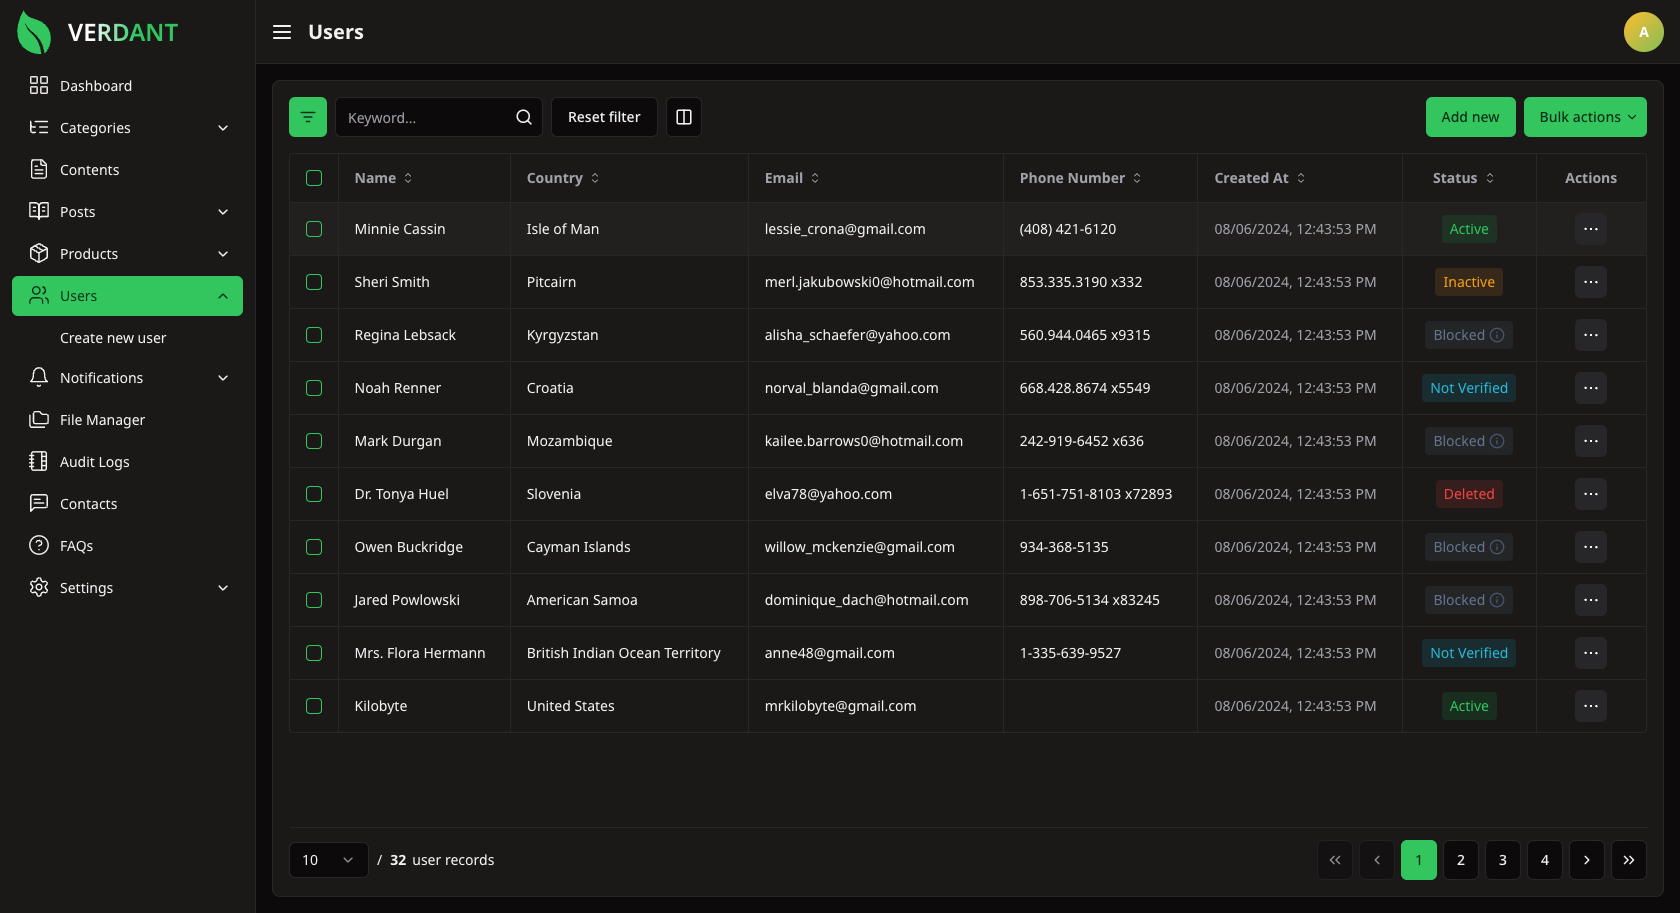 VERDANT
Users
A
Dashboard
Categories
Contents
Posts
Products
Users
Create new user
Notifications
File Manager
Audit Logs
Contacts
FAQs
Settings
Keyword...
Reset filter
Add new
Bulk actions
Name Country Email Phone Number Created At Status Actions
Minnie Cassin Isle of Man lessie_crona@gmail.com (408) 421-6120 08/06/2024, 12:43:53 PM Active
Sheri Smith Pitcairn merl.jakubowski0@hotmail.com 853.335.3190 x332 08/06/2024, 12:43:53 PM Inactive
Regina Lebsack Kyrgyzstan alisha_schaefer@yahoo.com 560.944.0465 x9315 08/06/2024, 12:43:53 PM Blocked
Noah Renner Croatia norval_blanda@gmail.com 668.428.8674 x5549 08/06/2024, 12:43:53 PM Not Verified
Mark Durgan Mozambique kailee.barrows0@hotmail.com 242-919-6452 x636 08/06/2024, 12:43:53 PM Blocked
Dr. Tonya Huel Slovenia elva78@yahoo.com 1-651-751-8103 x72893 08/06/2024, 12:43:53 PM Deleted
Owen Buckridge Cayman Islands willow_mckenzie@gmail.com 934-368-5135 08/06/2024, 12:43:53 PM Blocked
Jared Powlowski American Samoa dominique_dach@hotmail.com 898-706-5134 x83245 08/06/2024, 12:43:53 PM Blocked
Mrs. Flora Hermann British Indian Ocean Territory anne48@gmail.com 1-335-639-9527 08/06/2024, 12:43:53 PM Not Verified
Kilobyte United States mrkilobyte@gmail.com 08/06/2024, 12:43:53 PM Active
10 / 32 user records
1 2 3 4